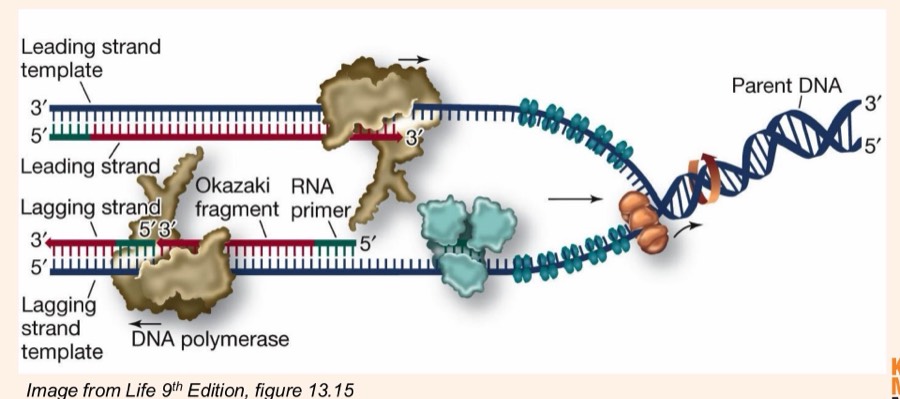 Leading strand
template
Parent DNA
3′
3′
5′
3′
5′
Leading strand
Okazaki RNA
Lagging strand
fragment primer
5′3′
3′
5′
5′
Lagging
strand
template
DNA polymerase
Image from Life 9th Edition, figure 13.15
K
M